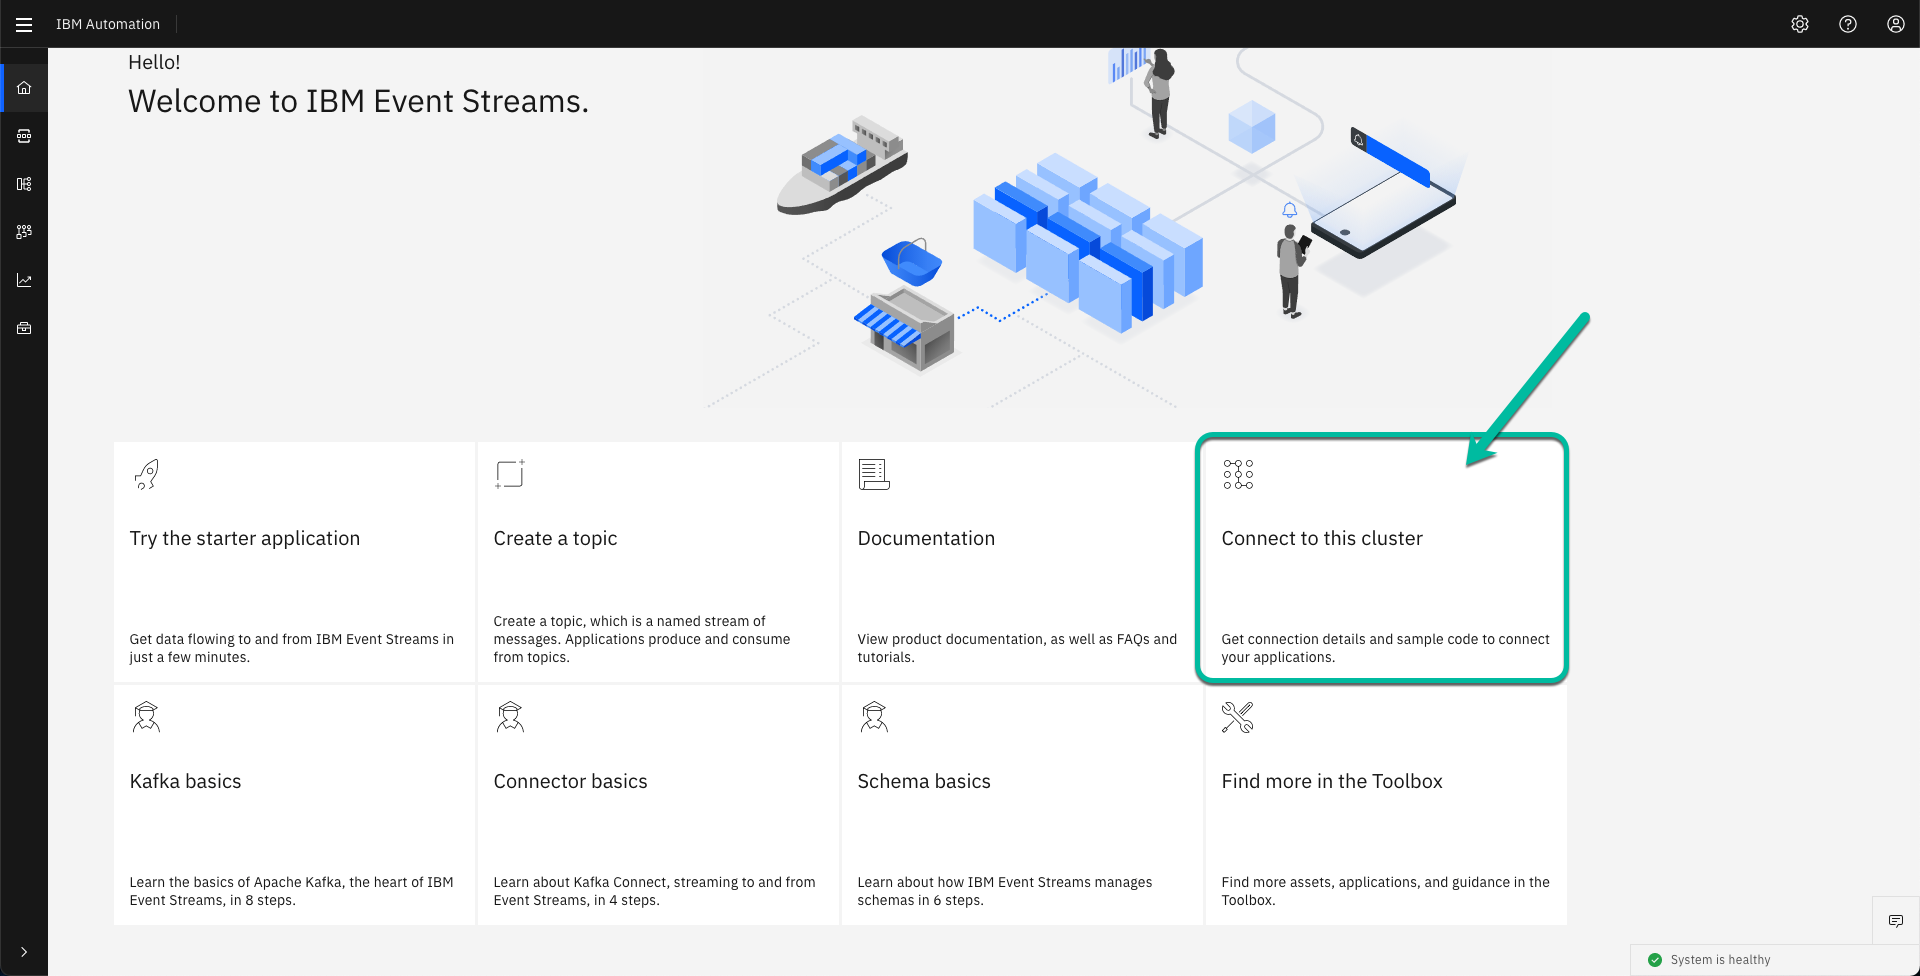 IBM Automation
Hello!
Welcome to IBM Event Streams.
Try the starter application
Get data flowing to and from IBM Event Streams in
just a few minutes.
Create a topic
Create a topic, which is a named stream of
messages. Applications produce and consume
from topics.
Documentation
View product documentation, as well as FAQs and
tutorials.
Connect to this cluster
Get connection details and sample code to connect
your applications.
Kafka basics
Learn the basics of Apache Kafka, the heart of IBM
Event Streams, in 8 steps.
Connector basics
Learn about Kafka Connect, streaming to and from
Event Streams, in 4 steps.
Schema basics
Learn about how IBM Event Streams manages
schemas in 6 steps.
Find more in the Toolbox
Find more assets, applications, and guidance in the
Toolbox.
System is healthy